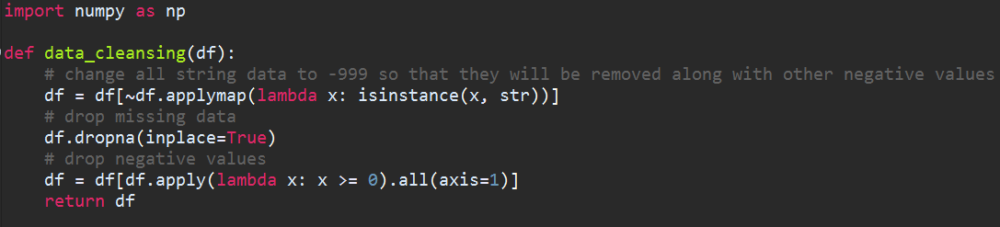 import numpy as np
def data_cleansing(df):
# change all string data to -999 so that they will be removed along with other negative values
df = df[~df.applymap(lambda x: isinstance(x, str))]
# drop missing data
df.dropna(inplace=True)
# drop negative values
df = df[df.apply(lambda x: x >= 0).all(axis=1)]
return df